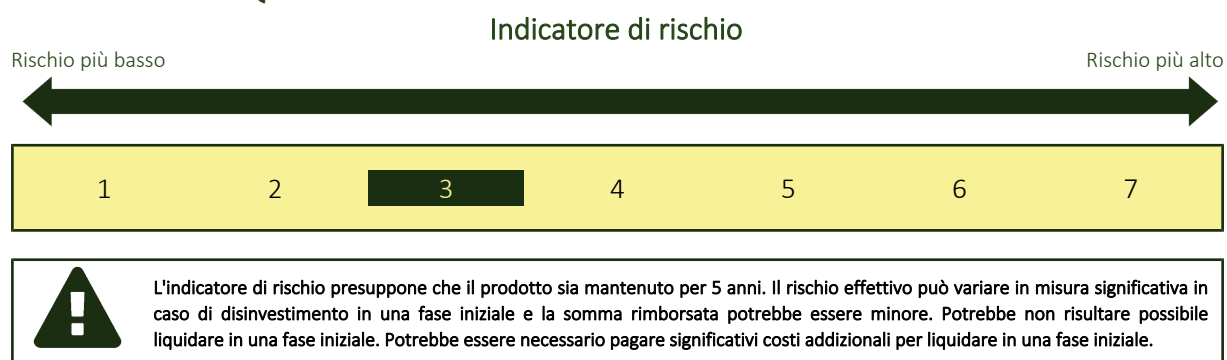 Indicatore di rischio
Rischio più basso
Rischio più alto
1 2 3 4 5 6 7
L'indicatore di rischio presuppone che il prodotto sia mantenuto per 5 anni. Il rischio effettivo può variare in misura significativa in
caso di disinvestimento in una fase iniziale e la somma rimborsata potrebbe essere minore. Potrebbe non risultare possibile
liquidare in una fase iniziale. Potrebbe essere necessario pagare significativi costi addizionali per liquidare in una fase iniziale.